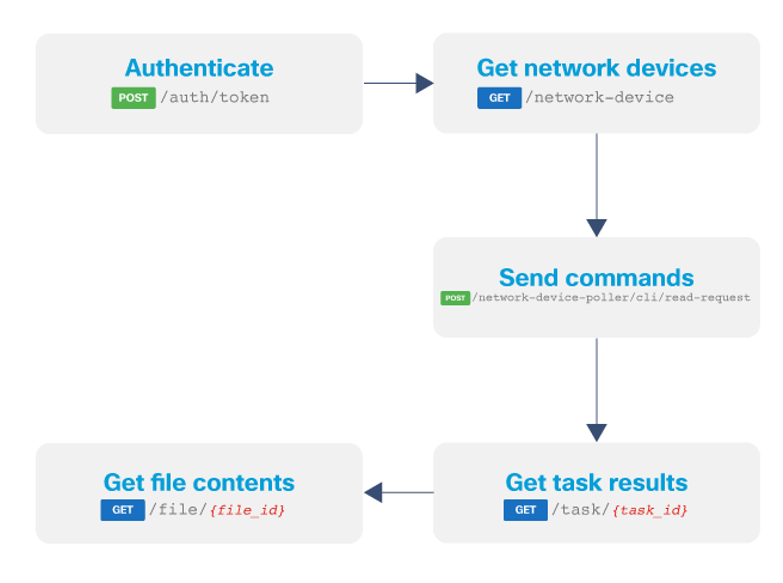 Authenticate
POST /auth/token
Get network devices
GET /network-device
Send commands
POST /network-device-poller/cli/read-request
Get file contents
GET /file/{file_id}
Get task results
GET /task/{task_id}